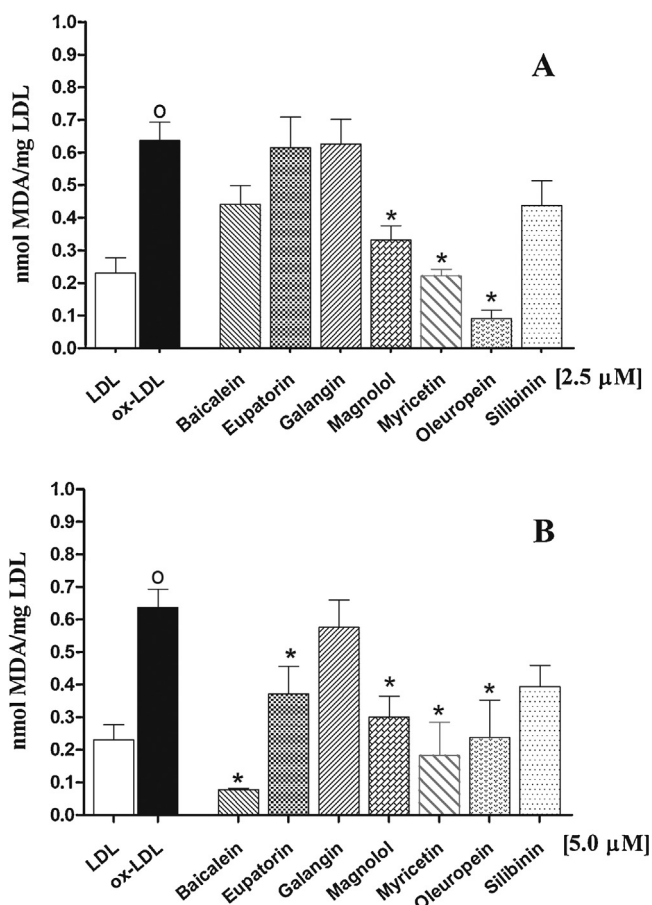 1.0
0.9
0.8
0.7
0.6
0.5
0.4
0.3
0.2
0.1
0.0
nmol MDA/mg LDL
A
o
*
*
*
LDL
ox-LDL
Baicalein
Eupatorin
Galangin
Magnolol
Myricetin
Oleuropein
Silibinin
[2.5 µM]
1.0
0.9
0.8
0.7
0.6
0.5
0.4
0.3
0.2
0.1
0.0
nmol MDA/mg LDL
B
o
*
*
*
*
*
LDL
ox-LDL
Baicalein
Eupatorin
Galangin
Magnolol
Myricetin
Oleuropein
Silibinin
[5.0 µM]